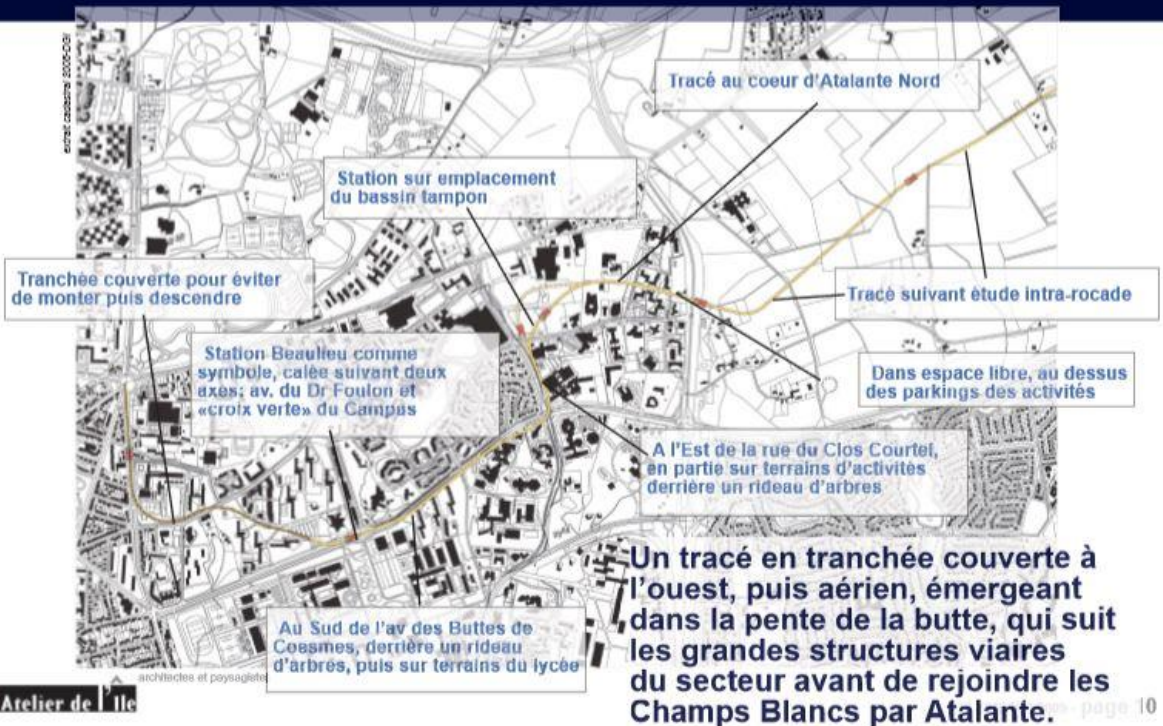 extrait cadastral 2005-DGI
Tracé au coeur d'Atalante Nord
Station sur emplacement
du bassin tampon
Tranchée couverte pour éviter
de monter puis descendre
Tracé suivant étude intra-rocade
Station Beaulieu comme
symbole, calée suivant deux
axes: av. du Dr Foulon et
«croix verte» du Campus
Dans espace libre, au dessus
des parkings des activités
A l'Est de la rue du Clos Courtel,
en partie sur terrains d'activités
derrière un rideau d'arbres
Un tracé en tranchée couverte à
l'ouest, puis aérien, émergeant
dans la pente de la butte, qui suit
les grandes structures viaires
du secteur avant de rejoindre les
Champs Blancs par Atalante
Au Sud de l'av des Buttes de
Coesmes, derrière un rideau
d'arbres, puis sur terrains du lycée
architectes et paysagiste
Atelier de l'Ile
page 10